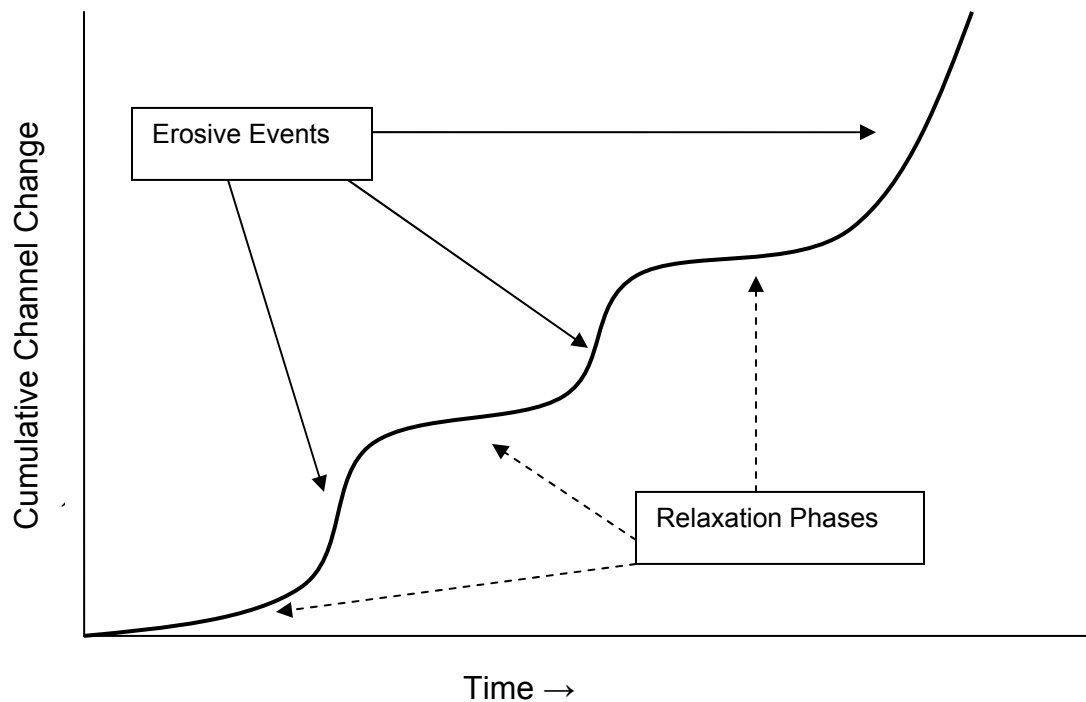 Erosive Events
Cumulative Channel Change
Relaxation Phases
Time →